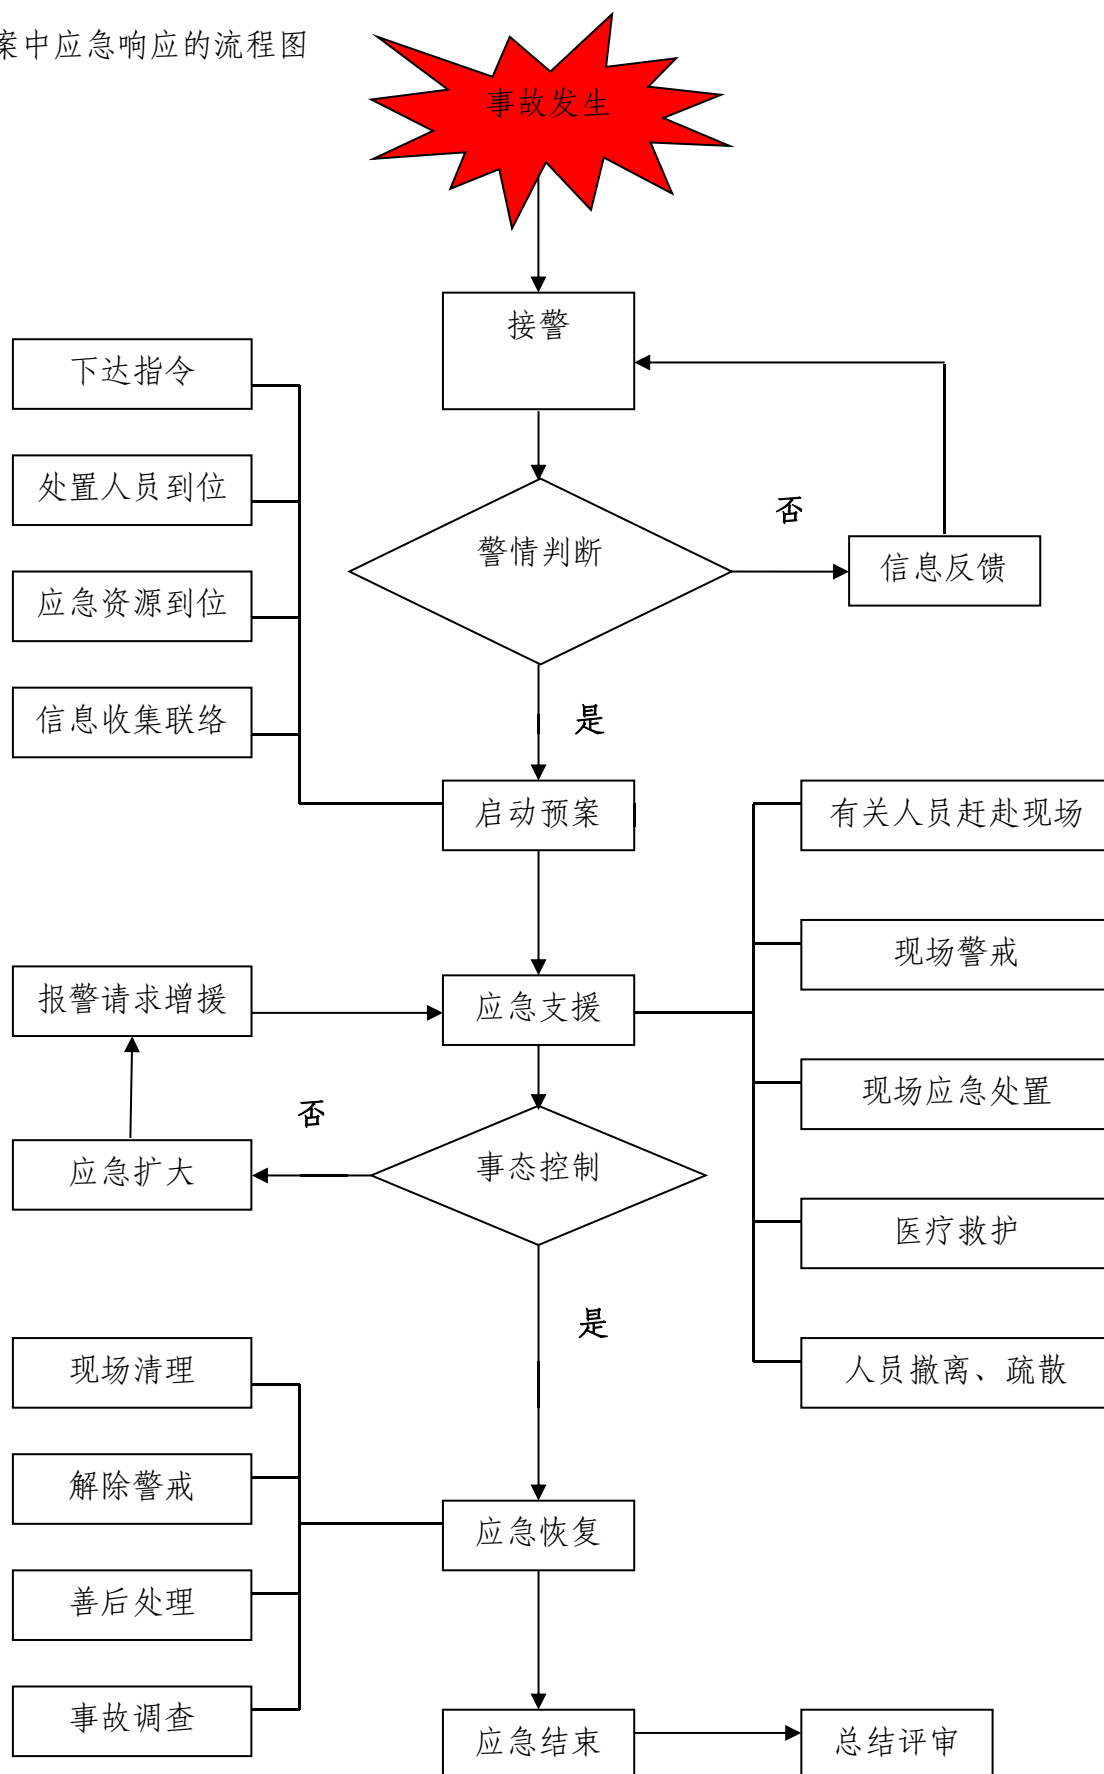 案中应急响应的流程图
事故发生
接警
下达指令
处置人员到位
否
警情判断
信息反馈
应急资源到位
信息收集联络
是
启动预案
有关人员赶赴现场
现场警戒
报警请求增援
应急支援
现场应急处置
否
应急扩大
事态控制
医疗救护
是
现场清理
人员撤离、疏散
解除警戒
应急恢复
善后处理
事故调查
应急结束
总结评审